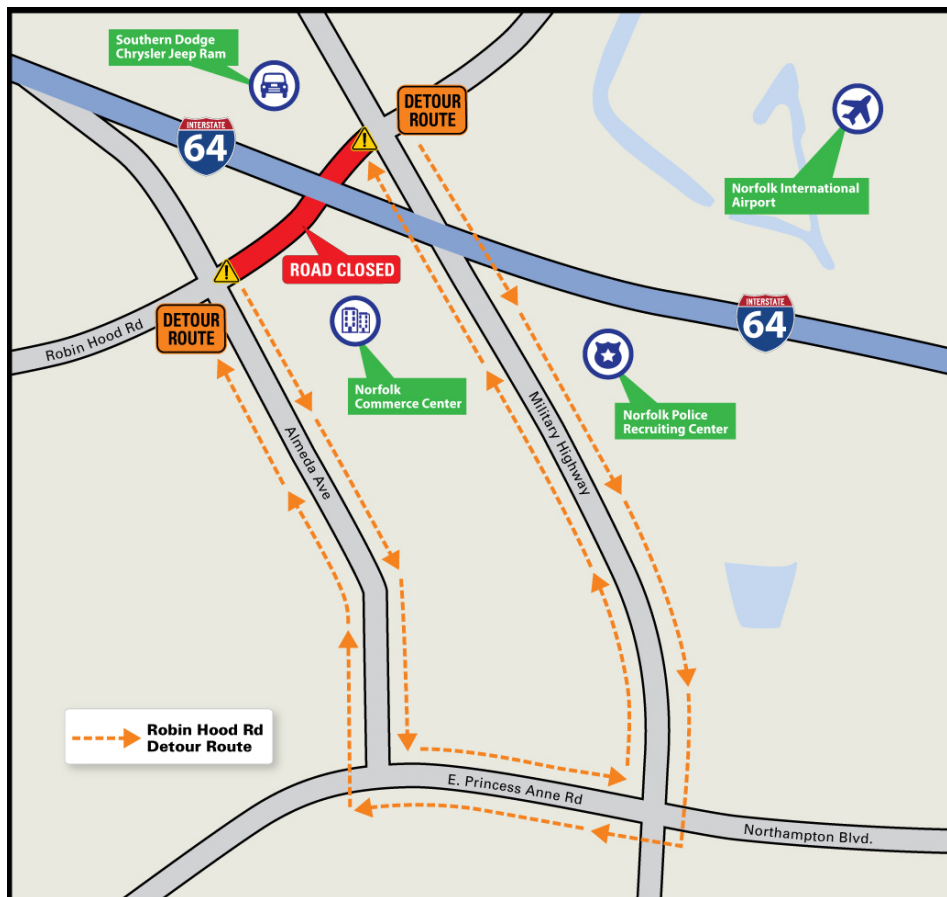 Southern Dodge
Chrysler Jeep Ram
DETOUR
ROUTE
INTERSTATE
64
Norfolk International
Airport
ROAD CLOSED
INTERSTATE
64
DETOUR
ROUTE
Robin Hood Rd
Norfolk
Commerce Center
Norfolk Police
Recruiting Center
Military Highway
Almeda Ave
Robin Hood Rd
Detour Route
E. Princess Anne Rd
Northampton Blvd.